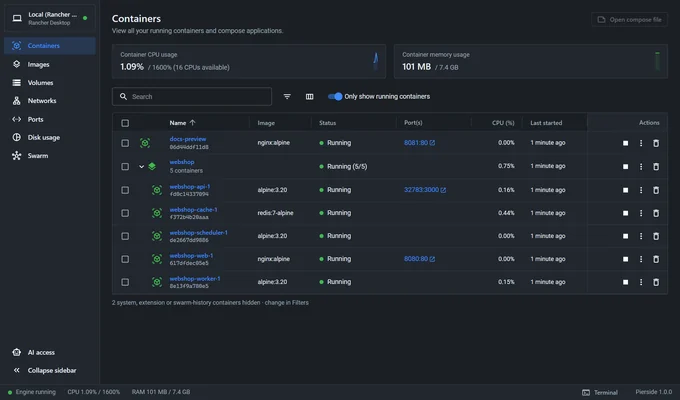 Local (Rancher ...
Rancher Desktop
Containers
Images
Volumes
Networks
Ports
Disk usage
Swarm
AI access
Collapse sidebar
Containers
View all your running containers and compose applications.
Open compose file
Container CPU usage
1.09% / 1600% (16 CPUs available)
Container memory usage
101 MB / 7.4 GB
Search
Only show running containers
Name Image Status Port(s) CPU (%) Last started Actions
docs-preview
06d44ddf11d8
nginx:alpine Running 8081:80 0.00% 1 minute ago
webshop
5 containers
Running (5/5) 0.75% 1 minute ago
webshop-api-1
fd0c14337094
alpine:3.20 Running 32783:3000 0.16% 1 minute ago
webshop-cache-1
f372b4b20aaa
redis:7-alpine Running 0.44% 1 minute ago
webshop-scheduler-1
de2667dd9806
alpine:3.20 Running 0.00% 1 minute ago
webshop-web-1
617dfdec05e5
nginx:alpine Running 8080:80 0.00% 1 minute ago
webshop-worker-1
8e13f9a780e5
alpine:3.20 Running 0.15% 1 minute ago
2 system, extension or swarm-history containers hidden · change in Filters
Engine running CPU 1.09% / 1600% RAM 101 MB / 7.4 GB Terminal Pierside 1.0.0